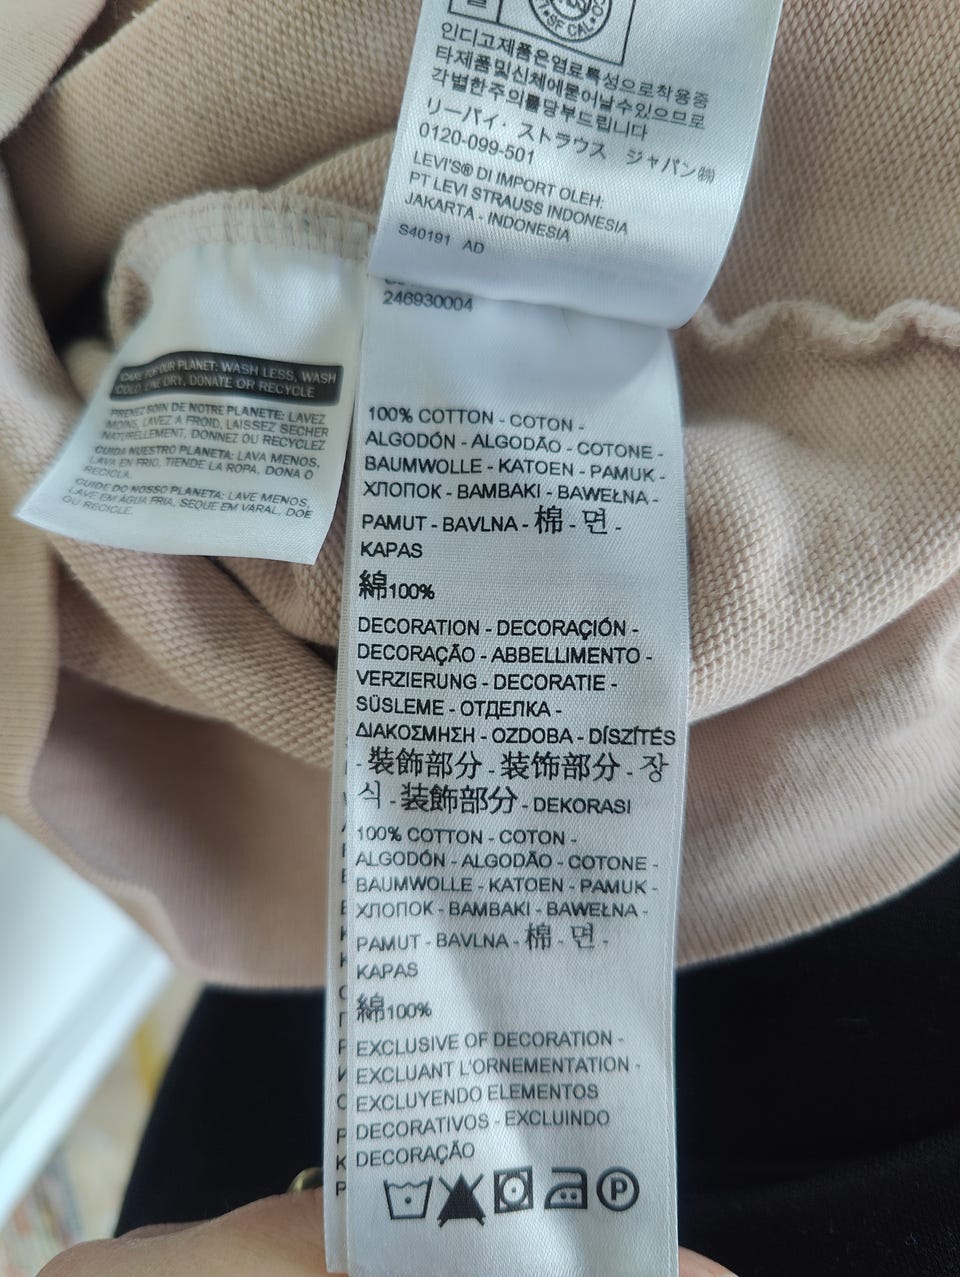 SF CAL
인디고제품은염료특성으로착용중
타제품및신체에묻어날수있으므로
각별한주의를당부드립니다
リーバイ・ストラウス ジャパン㈱
0120-099-501
LEVI'S® DI IMPORT OLEH:
PT LEVI STRAUSS INDONESIA
JAKARTA - INDONESIA
S40191 AD
246930004
CARE FOR OUR PLANET: WASH LESS, WASH
COLD, LINE DRY, DONATE OR RECYCLE
PRENEZ SOIN DE NOTRE PLANETE: LAVEZ
MOINS, LAVEZ A FROID, LAISSEZ SECHER
NATURELLEMENT, DONNEZ OU RECYCLEZ
CUIDA NUESTRO PLANETA: LAVA MENOS,
LAVA EN FRIO, TIENDE LA ROPA, DONA O
RECICLA.
CUIDE DO NOSSO PLANETA: LAVE MENOS,
LAVE EM ÁGUA FRIA, SEQUE EM VARAL, DOE
OU RECICLE.
100% COTTON - COTON -
ALGODÓN - ALGODÃO - COTONE -
BAUMWOLLE - KATOEN - PAMUK -
ХЛОПОК - BAMBAKI - BAWEŁNA -
PAMUT - BAVLNA - 棉 - 면 -
KAPAS
綿100%
DECORATION - DECORAÇIÓN -
DECORAÇÃO - ABBELLIMENTO -
VERZIERUNG - DECORATIE -
SÜSLEME - ОТДЕЛКА -
ΔΙΑΚΟΣΜΗΣΗ - OZDOBA - DÍSZÍTÉS
- 裝飾部分 - 装饰部分 - 장
식 - 装飾部分 - DEKORASI
100% COTTON - COTON -
ALGODÓN - ALGODÃO - COTONE -
BAUMWOLLE - KATOEN - PAMUK -
ХЛОПОК - BAMBAKI - BAWEŁNA -
PAMUT - BAVLNA - 棉 - 면 -
KAPAS
綿100%
EXCLUSIVE OF DECORATION -
EXCLUANT L'ORNEMENTATION -
EXCLUYENDO ELEMENTOS
DECORATIVOS - EXCLUINDO
DECORAÇÃO
P